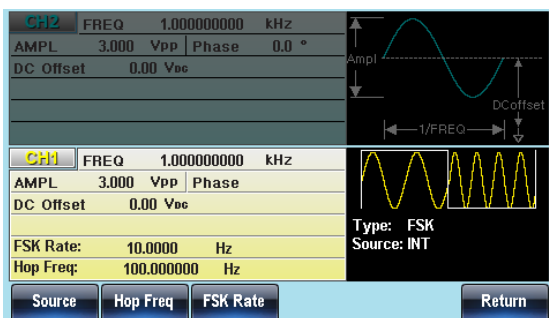 CH2 FREQ 1.000000000 kHz
AMPL 3.000 Vpp Phase 0.0 °
DC Offset 0.00 VDC
Ampl
DCoffset
1/FREQ
CH1 FREQ 1.000000000 kHz
AMPL 3.000 Vpp Phase
DC Offset 0.00 VDC
FSK Rate: 10.0000 Hz
Hop Freq: 100.000000 Hz
Type: FSK
Source: INT
Source Hop Freq FSK Rate Return